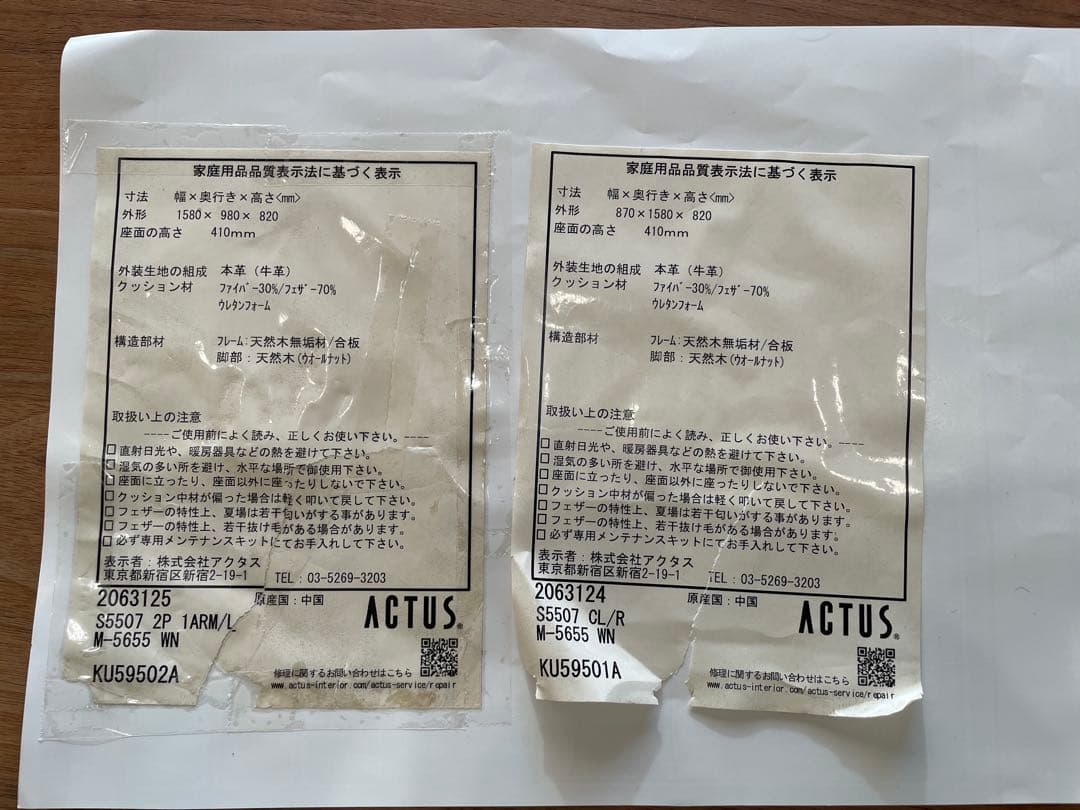 家庭用品品質表示法に基づく表示
寸法 幅×奥行き×高さ<mm>
外形 1580× 980× 820
座面の高さ 410mm
外装生地の組成 本革（牛革）
クッション材 ﾌｧｲﾊﾞｰ30%/ﾌｪｻﾞｰ70%
ｳﾚﾀﾝﾌｫｰﾑ
構造部材 ﾌﾚｰﾑ:天然木無垢材/合板
脚部：天然木(ｳｵｰﾙﾅｯﾄ)
取扱い上の注意
----ご使用前によく読み、正しくお使い下さい。----
□直射日光や、暖房器具などの熱を避けて下さい。
□湿気の多い所を避け、水平な場所で御使用下さい。
□座面に立ったり、座面以外に座ったりしないで下さい。
□クッション中材が偏った場合は軽く叩いて戻して下さい。
□フェザーの特性上、夏場は若干匂いがする事があります。
□フェザーの特性上、若干抜け毛がある場合があります。
□必ず専用メンテナンスキットにてお手入れして下さい。
表示者：株式会社アクタス
東京都新宿区新宿2-19-1 TEL：03-5269-3203
2063125 原産国：中国 ACTUS®
S5507 2P 1ARM/L
M-5655 WN
KU59502A
修理に関するお問い合わせはこちら
www.actus-interior.com/actus-service/repair
家庭用品品質表示法に基づく表示
寸法 幅×奥行き×高さ<mm>
外形 870×1580× 820
座面の高さ 410mm
外装生地の組成 本革（牛革）
クッション材 ﾌｧｲﾊﾞｰ30%/ﾌｪｻﾞｰ70%
ｳﾚﾀﾝﾌｫｰﾑ
構造部材 ﾌﾚｰﾑ:天然木無垢材/合板
脚部：天然木(ｳｵｰﾙﾅｯﾄ)
取扱い上の注意
----ご使用前によく読み、正しくお使い下さい。----
□直射日光や、暖房器具などの熱を避けて下さい。
□湿気の多い所を避け、水平な場所で御使用下さい。
□座面に立ったり、座面以外に座ったりしないで下さい。
□クッション中材が偏った場合は軽く叩いて戻して下さい。
□フェザーの特性上、夏場は若干匂いがする事があります。
□フェザーの特性上、若干抜け毛がある場合があります。
□必ず専用メンテナンスキットにてお手入れして下さい。
表示者：株式会社アクタス
東京都新宿区新宿2-19-1 TEL：03-5269-3203
2063124 原産国：中国 ACTUS®
S5507 CL/R
M-5655 WN
KU59501A
修理に関するお問い合わせはこちら
www.actus-interior.com/actus-service/repair